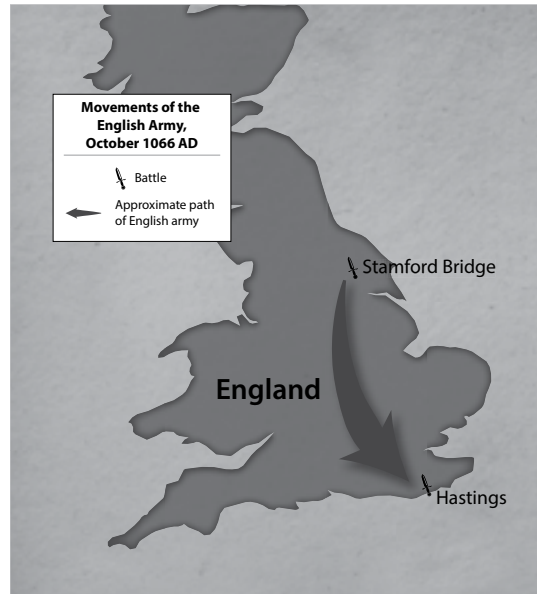 Movements of the
English Army,
October 1066 AD
Battle
Approximate path
of English army
Stamford Bridge
England
Hastings